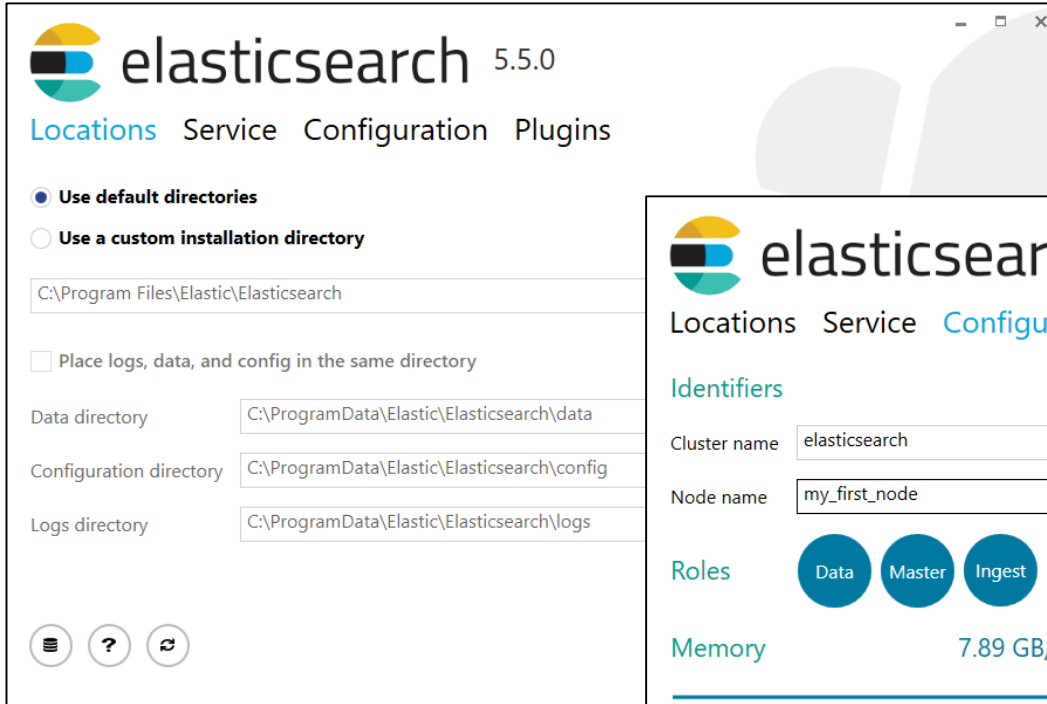 elasticsearch 5.5.0
Locations Service Configuration Plugins
Use default directories
Use a custom installation directory
C:\Program Files\Elastic\Elasticsearch
Place logs, data, and config in the same directory
Data directory C:\ProgramData\Elastic\Elasticsearch\data
Configuration directory C:\ProgramData\Elastic\Elasticsearch\config
Logs directory C:\ProgramData\Elastic\Elasticsearch\logs
?
elasticsear
Locations Service Configu
Identifiers
Cluster name elasticsearch
Node name my_first_node
Roles Data Master Ingest
Memory 7.89 GB/